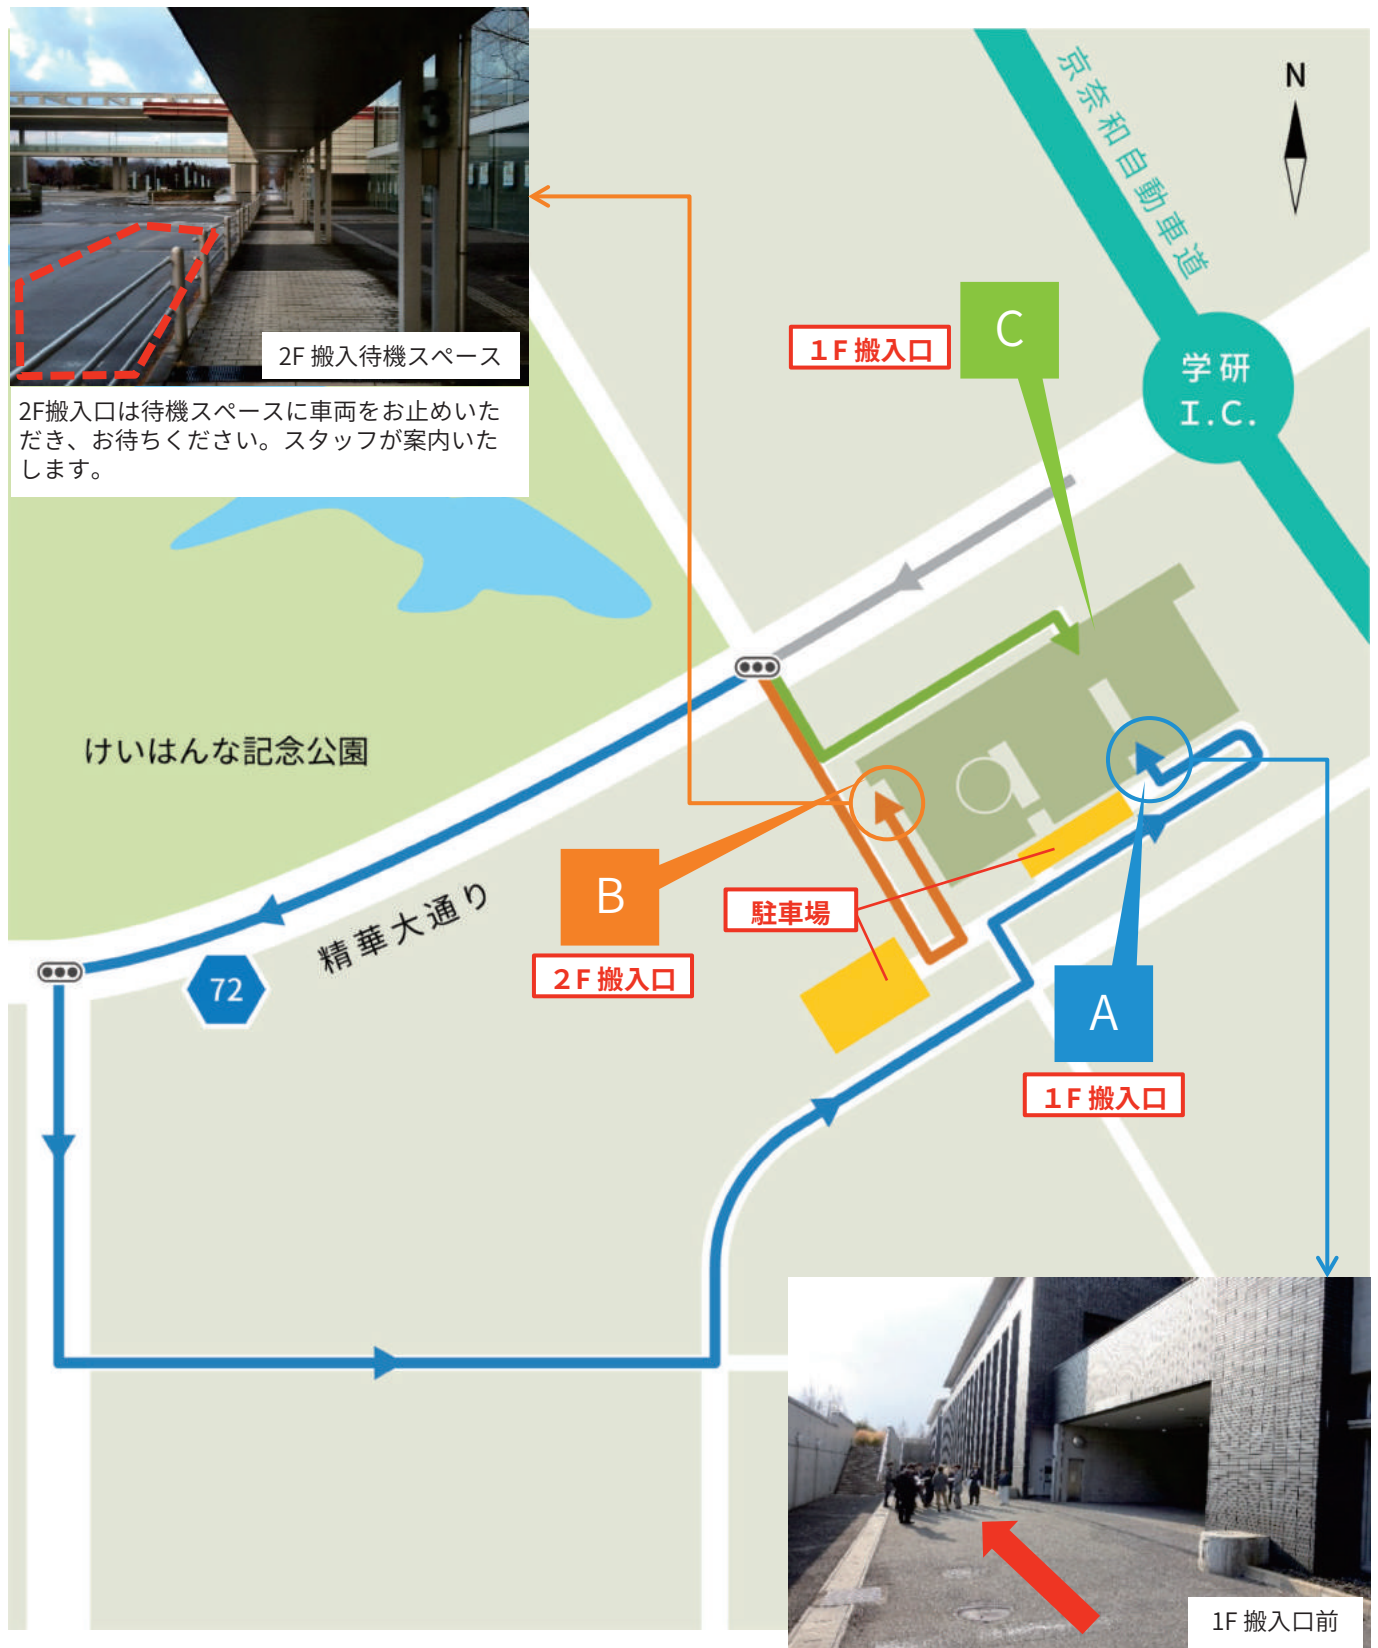 3
2F 搬入待機スペース
2F搬入口は待機スペースに車両をお止めいた
だき、お待ちください。スタッフが案内いた
します。
N
京奈和自動車道
学研
I.C.
C
1F 搬入口
けいはんな記念公園
精華大通り
72
B
2F 搬入口
駐車場
A
1F 搬入口
1F 搬入口前